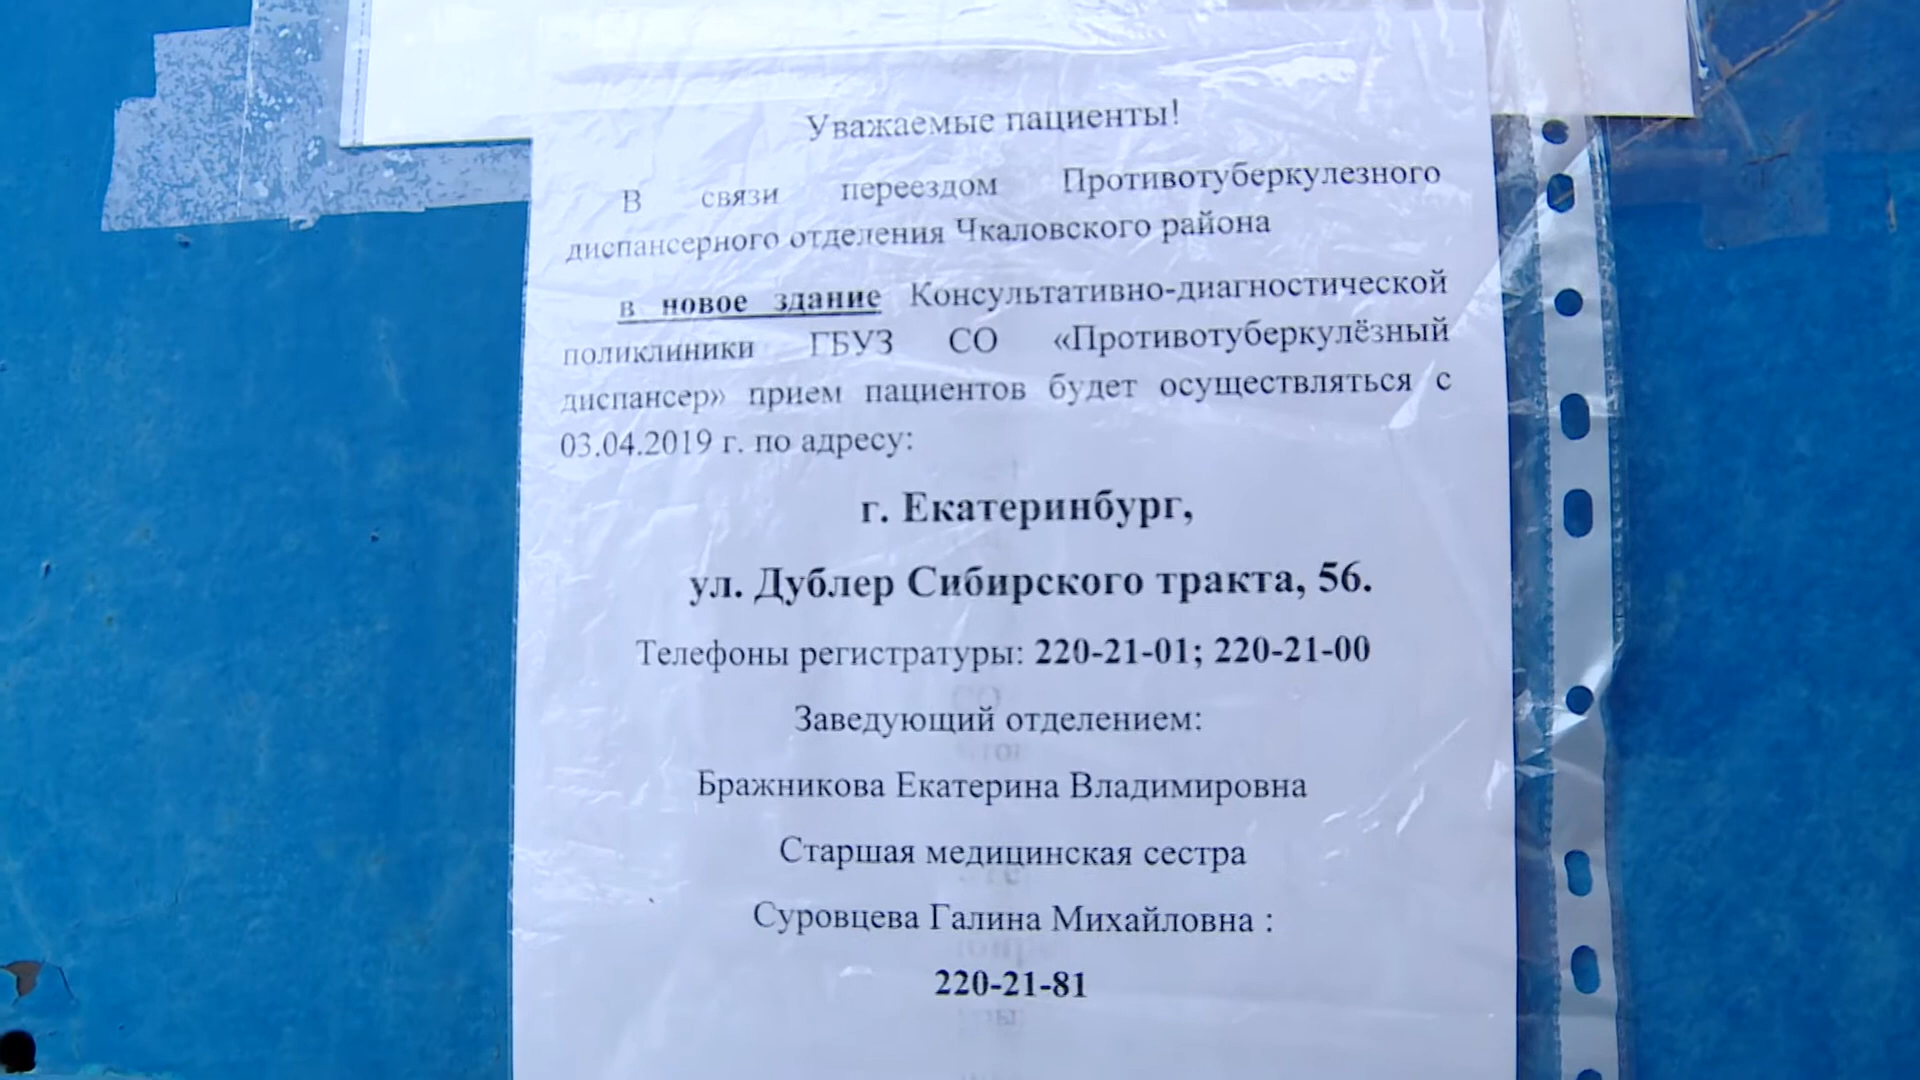 Уважаемые пациенты!
В связи переездом Противотуберкулезного
диспансерного отделения Чкаловского района
в новое здание Консультативно-диагностической
поликлиники ГБУЗ СО «Противотуберкулёзный
диспансер» прием пациентов будет осуществляться с
03.04.2019 г. по адресу:
г. Екатеринбург,
ул. Дублер Сибирского тракта, 56.
Телефоны регистратуры: 220-21-01; 220-21-00
Заведующий отделением:
Бражникова Екатерина Владимировна
Старшая медицинская сестра
Суровцева Галина Михайловна :
220-21-81